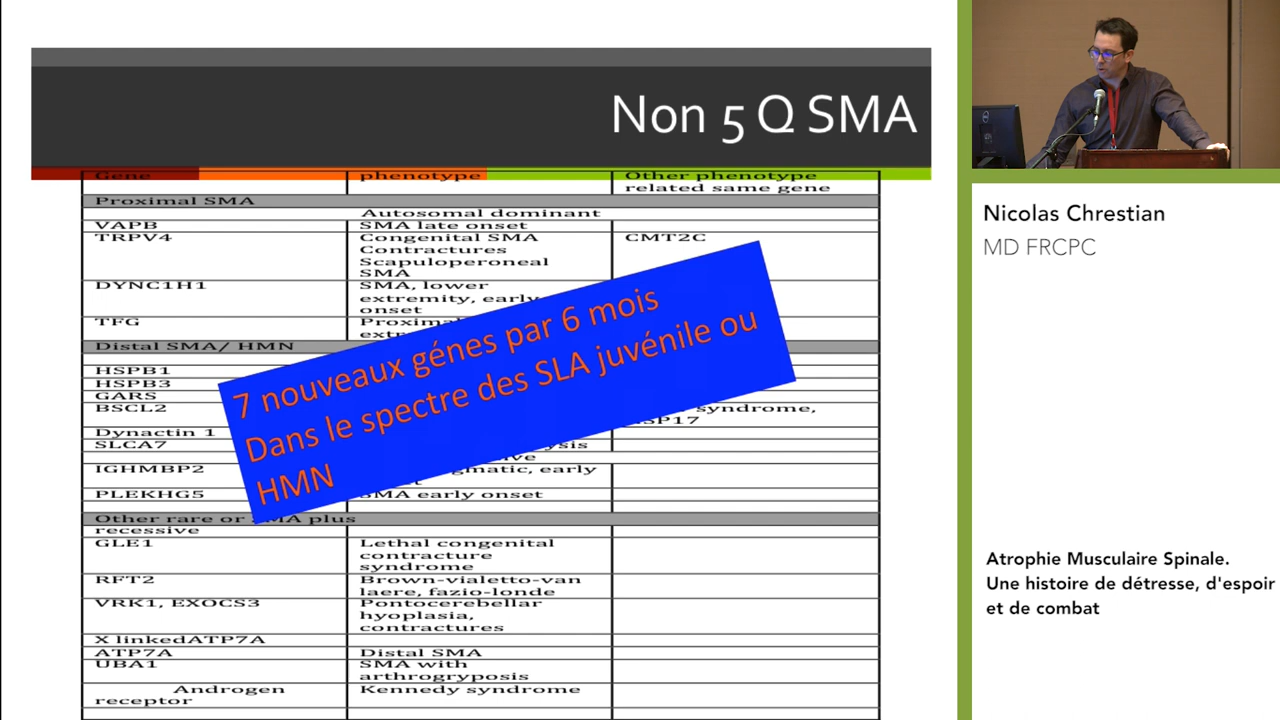 Non 5 Q SMA
Gene phenotype Other phenotype
related same gene
Proximal SMA
Autosomal dominant
VAPB SMA late onset
TRPV4 Congenital SMA CMT2C
Contractures
Scapuloperoneal
SMA
DYNC1H1 SMA, lower
extremity, early
onset
TFG
Distal SMA/ HMN
HSPB1
HSPB3
GARS
BSCL2 syndrome,
Dynactin 1
SLCA7
IGHMBP2 early
PLEKHG5 SMA early onset
Other rare or SMA plus
recessive
GLE1 Lethal congenital
contracture
syndrome
RFT2 Brown-vialetto-van
laere, fazio-londe
VRK1, EXOCS3 Pontocerebellar
hyoplasia,
contractures
X linkedATP7A
ATP7A Distal SMA
UBA1 SMA with
arthrogryposis
Androgen Kennedy syndrome
receptor
7 nouveaux génes par 6 mois
Dans le spectre des SLA juvénile ou
HMN
Nicolas Chrestian
MD FRCPC
Atrophie Musculaire Spinale.
Une histoire de détresse, d'espoir
et de combat